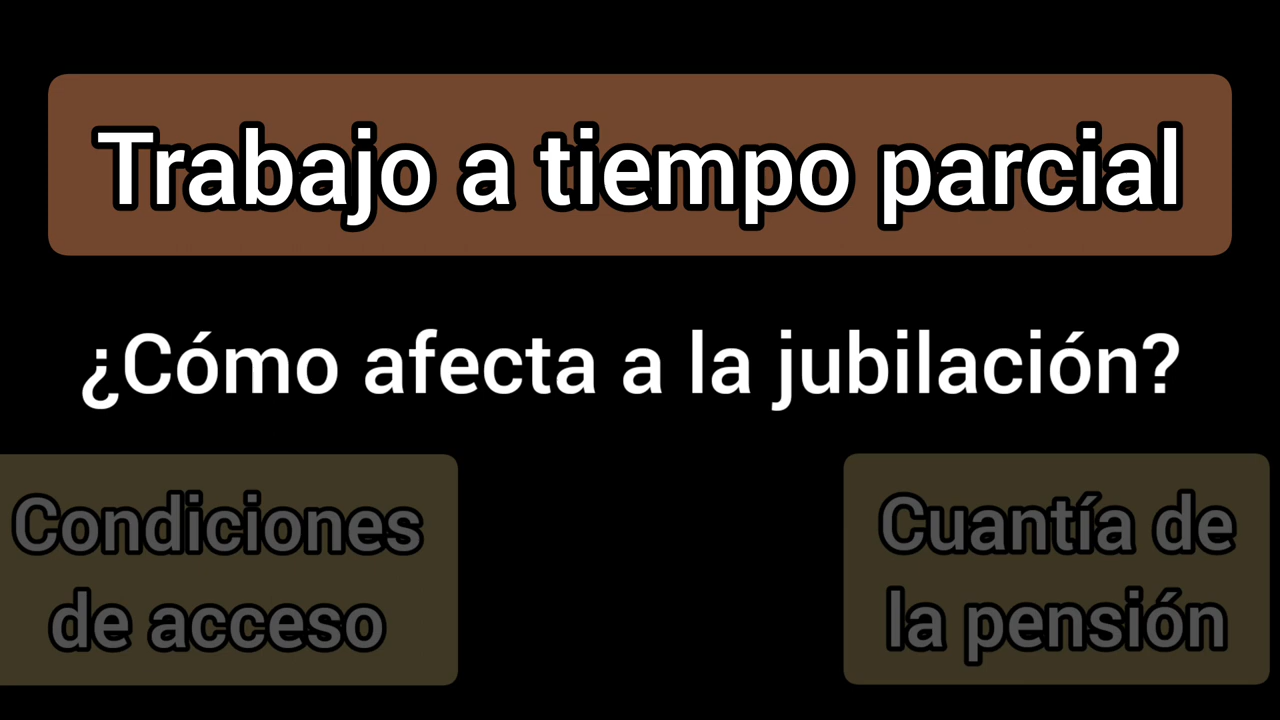 Trabajo a tiempo parcial
¿Cómo afecta a la jubilación?
Condiciones
de acceso
Cuantía de
la pensión